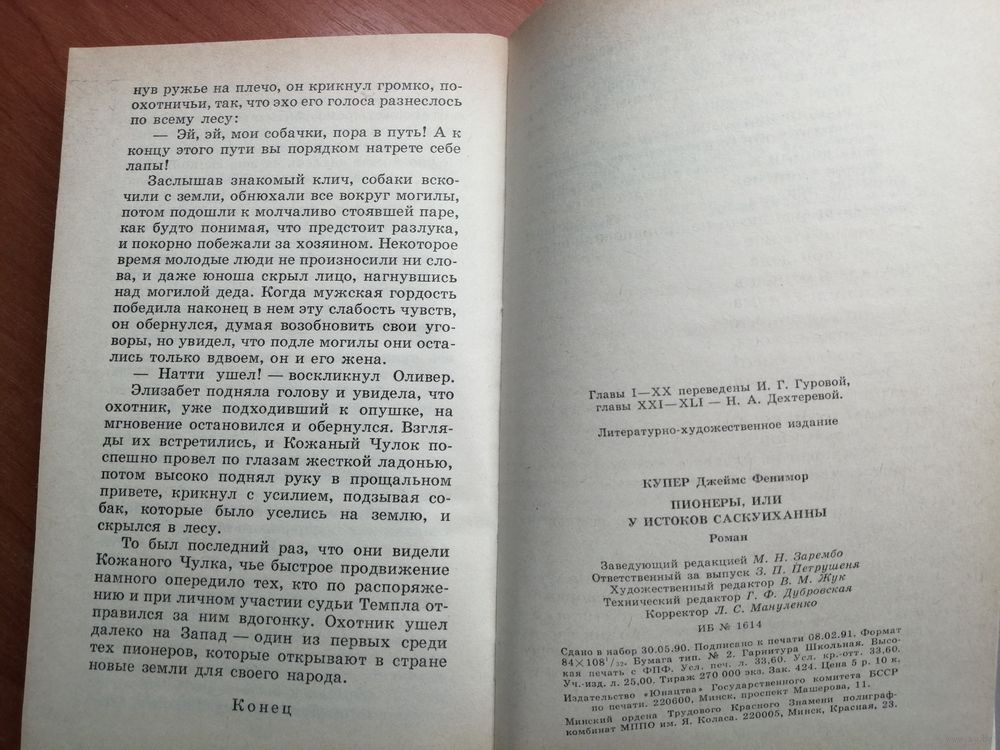 нув ружье на плечо, он крикнул громко, по-
охотничьи, так, что эхо его голоса разнеслось
по всему лесу:
— Эй, эй, мои собачки, пора в путь! А к
концу этого пути вы порядком натрете себе
лапы!
Заслышав знакомый клич, собаки вско-
чили с земли, обнюхали все вокруг могилы,
потом подошли к молчаливо стоявшей паре,
как будто понимая, что предстоит разлука,
и покорно побежали за хозяином. Некоторое
время молодые люди не произносили ни сло-
ва, и даже юноша скрыл лицо, нагнувшись
над могилой деда. Когда мужская гордость
победила наконец в нем эту слабость чувств,
он обернулся, думая возобновить свои уго-
воры, но увидел, что подле могилы они оста-
лись только вдвоем, он и его жена.
— Натти ушел! — воскликнул Оливер.
Элизабет подняла голову и увидела, что
охотник, уже подходивший к опушке, на
мгновение остановился и обернулся. Взгля-
ды их встретились, и Кожаный Чулок по-
спешно провел по глазам жесткой ладонью,
потом высоко поднял руку в прощальном
привете, крикнул с усилием, подзывая со-
бак, которые было уселись на землю, и
скрылся в лесу.
То был последний раз, что они видели
Кожаного Чулка, чье быстрое продвижение
намного опередило тех, кто по распоряже-
нию и при личном участии судьи Темпла от-
правился за ним вдогонку. Охотник ушел
далеко на Запад — один из первых среди
тех пионеров, которые открывают в стране
новые земли для своего народа.
Конец
Главы I—XX переведены И. Г. Гуровой,
главы XXI—XLI — Н. А. Дехтеревой.
Литературно-художественное издание
КУПЕР Джеймс Фенимор
ПИОНЕРЫ, ИЛИ
У ИСТОКОВ САСКУИХАННЫ
Роман
Заведующий редакцией М. Н. Зарембо
Ответственный за выпуск З. П. Петрушеня
Художественный редактор В. М. Жук
Технический редактор Г. Ф. Дубровская
Корректор Л. С. Мануленко
ИБ № 1614
Сдано в набор 30.05.90. Подписано к печати 08.02.91. Формат
84×108¹/₃₂. Бумага тип. № 2. Гарнитура Школьная. Высо-
кая печать с ФПФ. Усл. печ. л. 33,60. Усл. кр.-отт. 33,60.
Уч.-изд. л. 25,00. Тираж 270 000 экз. Зак. 424. Цена 5 р. 10 к.
Издательство «Юнацтва» Государственного комитета БССР
по печати. 220600, Минск, проспект Машерова, 11.
Минский ордена Трудового Красного Знамени полиграф-
комбинат МППО им. Я. Коласа. 220005, Минск, Красная, 23.